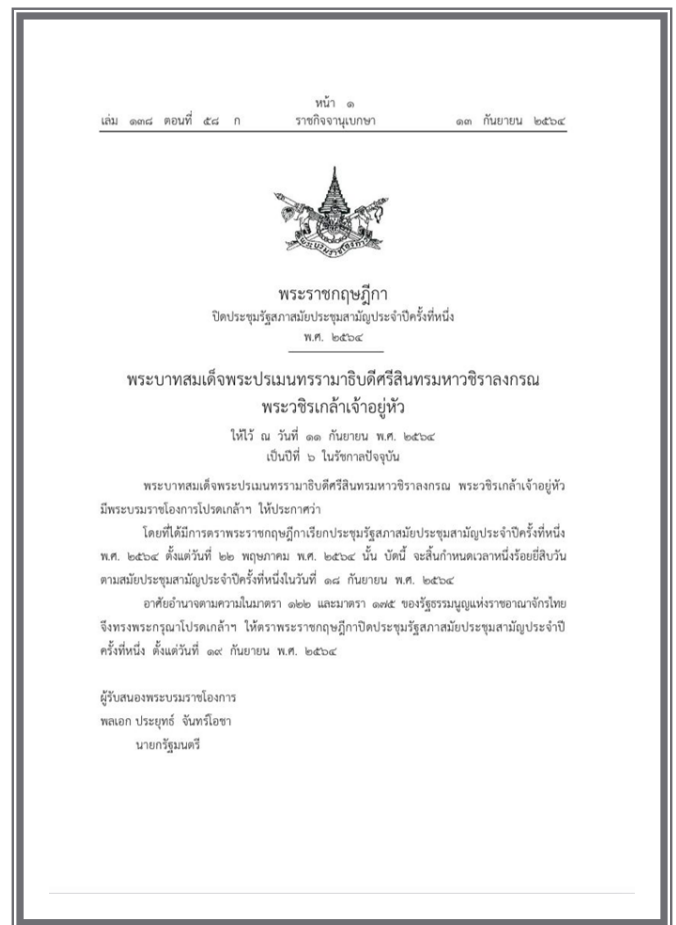 หน้า ๑
เล่ม ๑๓๘ ตอนที่ ๕๘ ก ราชกิจจานุเบกษา ๑๓ กันยายน ๒๕๖๔
พระบรมราชโองการ
พระราชกฤษฎีกา
ปิดประชุมรัฐสภาสมัยประชุมสามัญประจำปีครั้งที่หนึ่ง
พ.ศ. ๒๕๖๔
พระบาทสมเด็จพระปรเมนทรรามาธิบดีศรีสินทรมหาวชิราลงกรณ
พระวชิรเกล้าเจ้าอยู่หัว
ให้ไว้ ณ วันที่ ๑๑ กันยายน พ.ศ. ๒๕๖๔
เป็นปีที่ ๖ ในรัชกาลปัจจุบัน
พระบาทสมเด็จพระปรเมนทรรามาธิบดีศรีสินทรมหาวชิราลงกรณ พระวชิรเกล้าเจ้าอยู่หัว
มีพระบรมราชโองการโปรดเกล้าฯ ให้ประกาศว่า
โดยที่ได้มีการตราพระราชกฤษฎีกาเรียกประชุมรัฐสภาสมัยประชุมสามัญประจำปีครั้งที่หนึ่ง
พ.ศ. ๒๕๖๔ ตั้งแต่วันที่ ๒๒ พฤษภาคม พ.ศ. ๒๕๖๔ นั้น บัดนี้ จะสิ้นกำหนดเวลาหนึ่งร้อยยี่สิบวัน
ตามสมัยประชุมสามัญประจำปีครั้งที่หนึ่งในวันที่ ๑๘ กันยายน พ.ศ. ๒๕๖๔
อาศัยอำนาจตามความในมาตรา ๑๒๒ และมาตรา ๑๗๕ ของรัฐธรรมนูญแห่งราชอาณาจักรไทย
จึงทรงพระกรุณาโปรดเกล้าฯ ให้ตราพระราชกฤษฎีกาปิดประชุมรัฐสภาสมัยประชุมสามัญประจำปี
ครั้งที่หนึ่ง ตั้งแต่วันที่ ๑๙ กันยายน พ.ศ. ๒๕๖๔
ผู้รับสนองพระบรมราชโองการ
พลเอก ประยุทธ์ จันทร์โอชา
นายกรัฐมนตรี